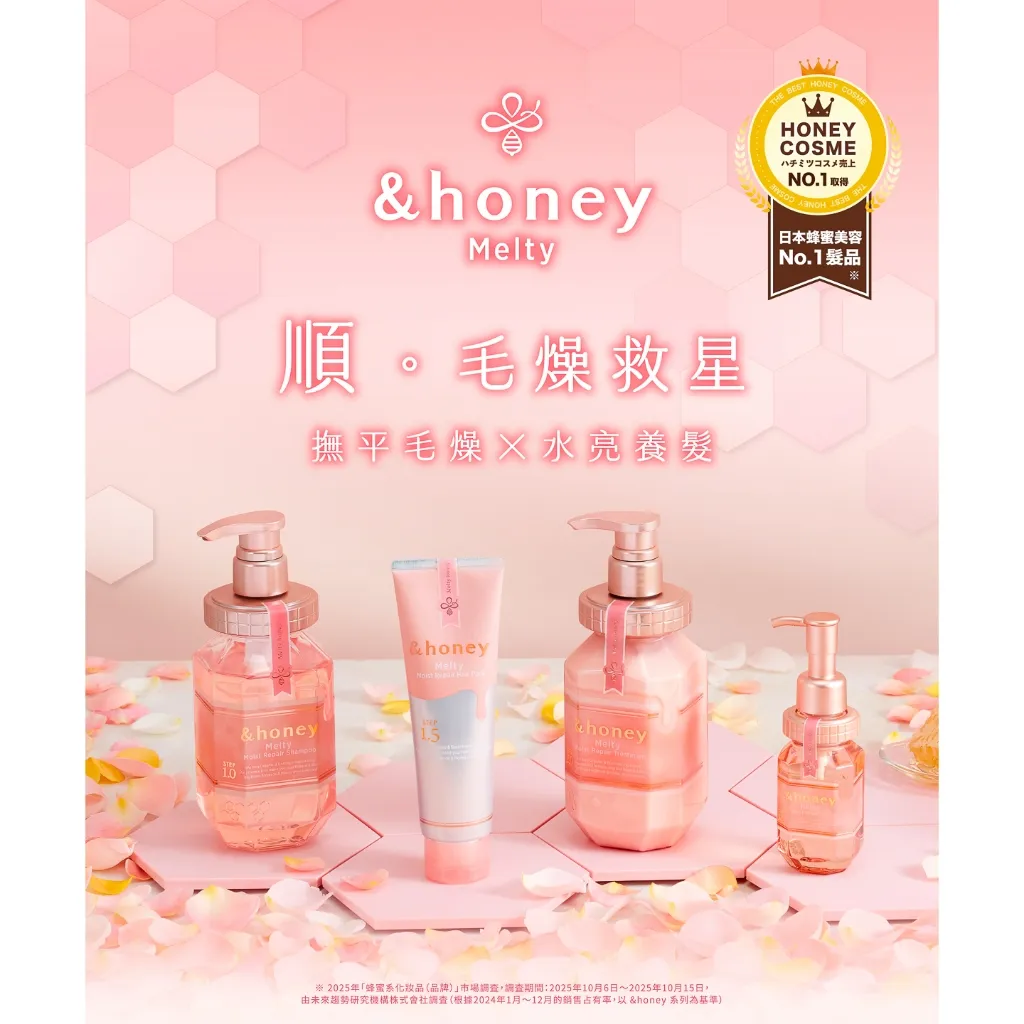 &honey
Melty
THE BEST HONEY COSME
HONEY
COSME
ハチミツコスメ売上
NO.1取得
THE BEST HONEY COSME
日本蜂蜜美容
No.1髮品
※
順。毛燥救星
撫平毛燥×水亮養髮
&honey
Melty
Moist Repair Shampoo
STEP
1.0
&honey
Melty
STEP
1.5
&honey
Melty
&honey
※ 2025年「蜂蜜系化妝品(品牌)」市場調查,調查期間:2025年10月6日~2025年10月15日,
由未來趨勢研究機構株式會社調查(根據2024年1月~12月的銷售占有率,以 &honey 系列為基準)